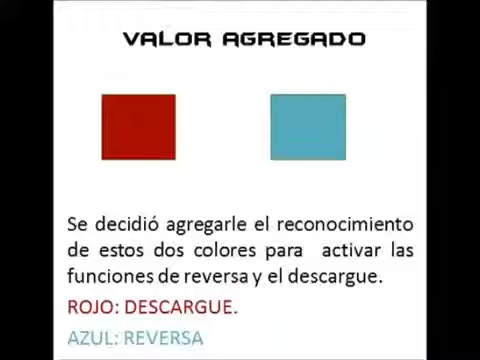 VALOR AGREGADO
Se decidió agregarle el reconocimiento
de estos dos colores para activar las
funciones de reversa y el descargue.
ROJO: DESCARGUE.
AZUL: REVERSA